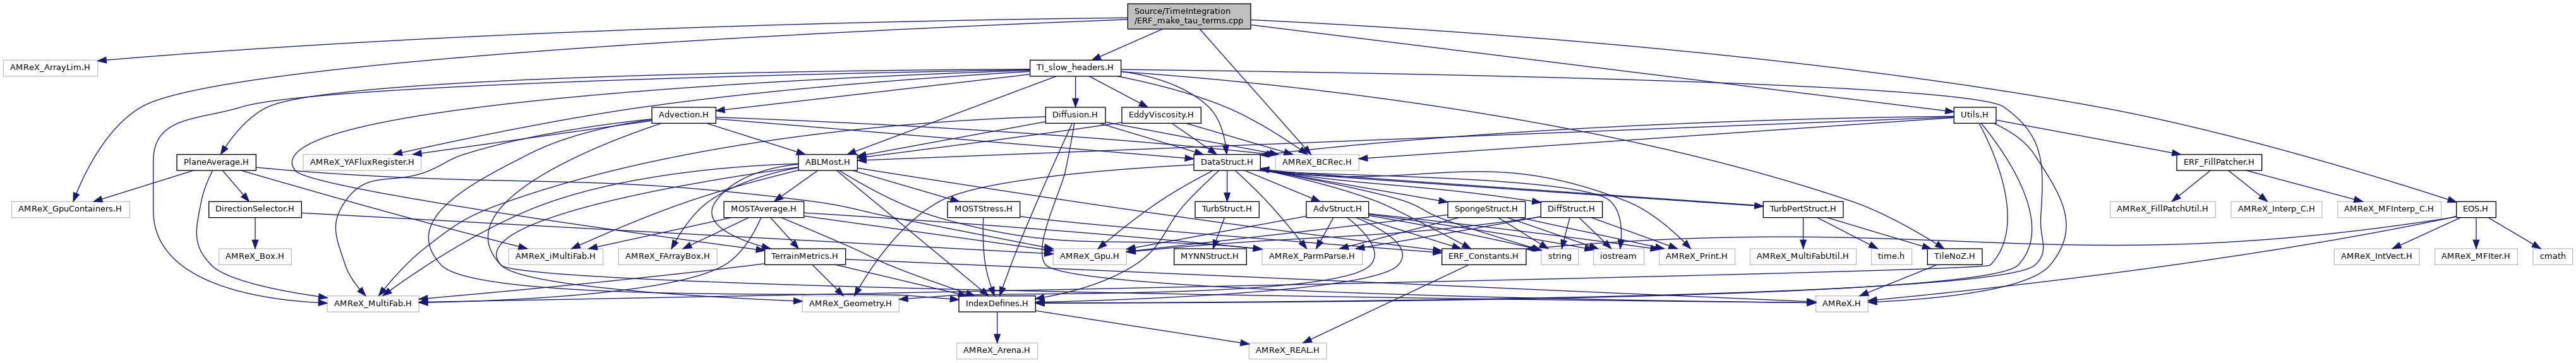 Source/TimeIntegration
/ERF_make_tau_terms.cpp
AMReX_ArrayLim.H
TI_slow_headers.H
Advection.H
Diffusion.H
EddyViscosity.H
Utils.H
PlaneAverage.H
AMReX_YAFluxRegister.H
ABLMost.H
DataStruct.H
AMReX_BCRec.H
ERF_FillPatcher.H
AMReX_GpuContainers.H
DirectionSelector.H
MOSTAverage.H
MOSTStress.H
TurbStruct.H
AdvStruct.H
SpongeStruct.H
DiffStruct.H
TurbPertStruct.H
AMReX_FillPatchUtil.H
AMReX_Interp_C.H
AMReX_MFInterp_C.H
EOS.H
AMReX_Box.H
AMReX_iMultiFab.H
AMReX_FArrayBox.H
TerrainMetrics.H
AMReX_Gpu.H
MYNNStruct.H
AMReX_ParmParse.H
ERF_Constants.H
string
iostream
AMReX_Print.H
AMReX_MultiFabUtil.H
time.h
TileNoZ.H
AMReX_IntVect.H
AMReX_MFIter.H
cmath
AMReX_MultiFab.H
AMReX_Geometry.H
IndexDefines.H
AMReX.H
AMReX_Arena.H
AMReX_REAL.H